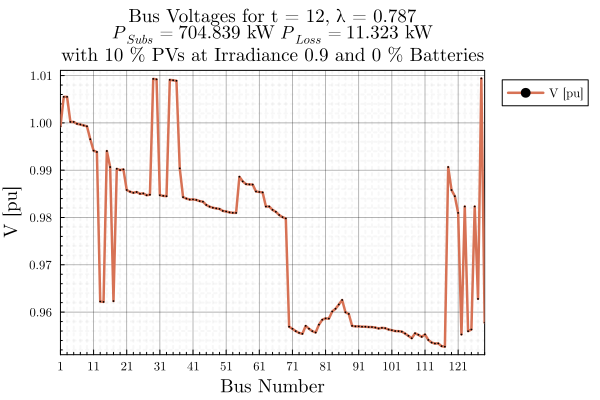 Bus Voltages for t = 12, λ = 0.787
P_Subs = 704.839 kW P_Loss = 11.323 kW
with 10 % PVs at Irradiance 0.9 and 0 % Batteries
V [pu]
1.01
1.00
0.99
0.98
0.97
0.96
V [pu]
1 11 21 31 41 51 61 71 81 91 101 111 121
Bus Number